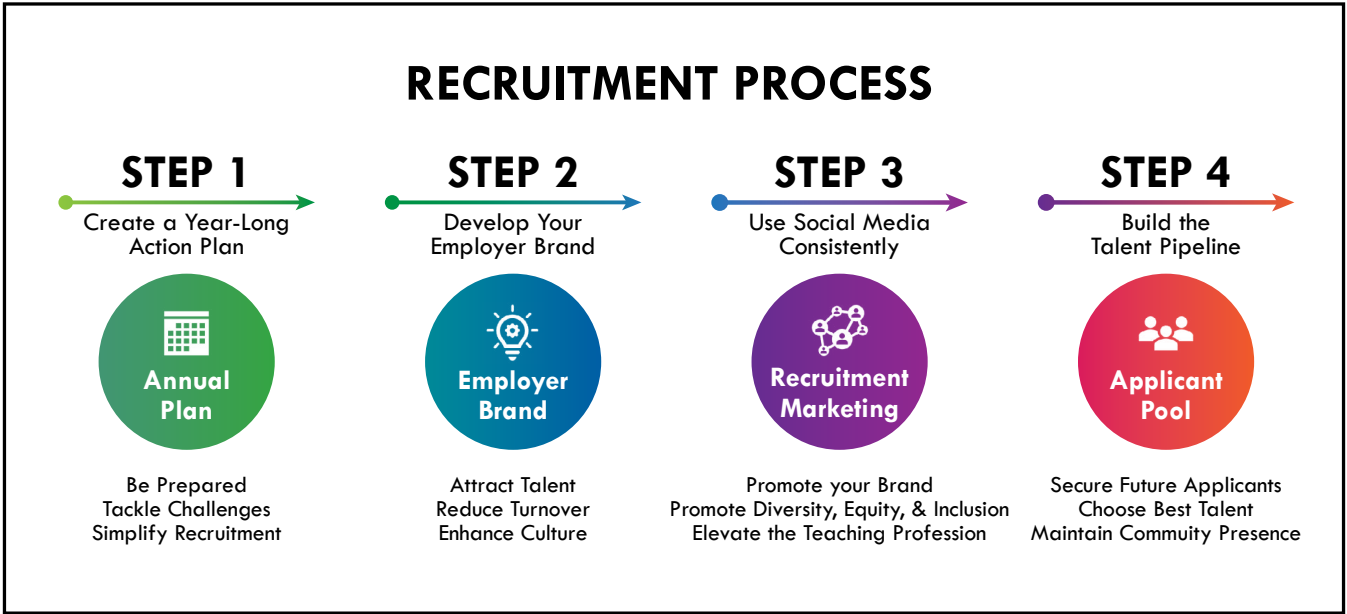 RECRUITMENT PROCESS
STEP 1
Create a Year-Long
Action Plan
Annual
Plan
Be Prepared
Tackle Challenges
Simplify Recruitment
STEP 2
Develop Your
Employer Brand
Employer
Brand
Attract Talent
Reduce Turnover
Enhance Culture
STEP 3
Use Social Media
Consistently
Recruitment
Marketing
Promote your Brand
Promote Diversity, Equity, & Inclusion
Elevate the Teaching Profession
STEP 4
Build the
Talent Pipeline
Applicant
Pool
Secure Future Applicants
Choose Best Talent
Maintain Commuity Presence